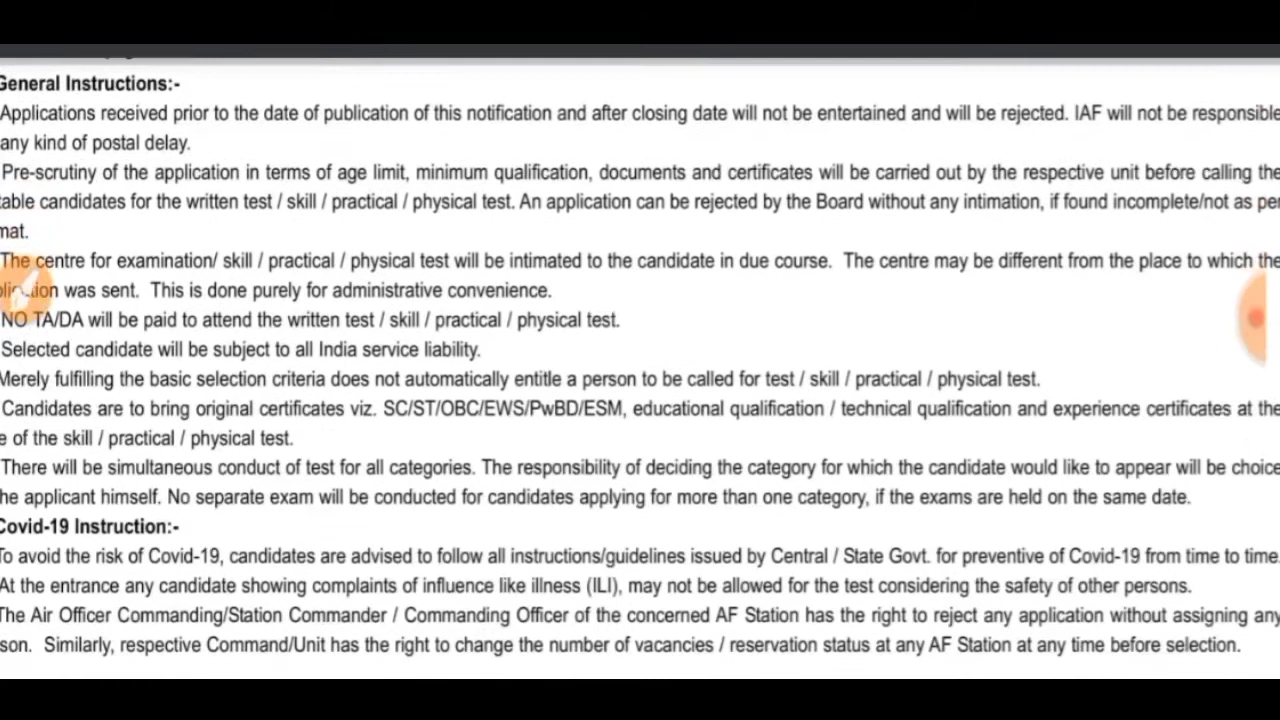 General Instructions:-
Applications received prior to the date of publication of this notification and after closing date will not be entertained and will be rejected. IAF will not be responsible
any kind of postal delay.
Pre-scrutiny of the application in terms of age limit, minimum qualification, documents and certificates will be carried out by the respective unit before calling the
table candidates for the written test / skill / practical / physical test. An application can be rejected by the Board without any intimation, if found incomplete/not as per
mat.
The centre for examination/ skill / practical / physical test will be intimated to the candidate in due course. The centre may be different from the place to which the
was sent. This is done purely for administrative convenience.
NO TA/DA will be paid to attend the written test / skill / practical / physical test.
Selected candidate will be subject to all India service liability.
Merely fulfilling the basic selection criteria does not automatically entitle a person to be called for test / skill / practical / physical test.
Candidates are to bring original certificates viz. SC/ST/OBC/EWS/PwBD/ESM, educational qualification / technical qualification and experience certificates at the
e of the skill / practical / physical test.
There will be simultaneous conduct of test for all categories. The responsibility of deciding the category for which the candidate would like to appear will be choice
he applicant himself. No separate exam will be conducted for candidates applying for more than one category, if the exams are held on the same date.
Covid-19 Instruction:-
To avoid the risk of Covid-19, candidates are advised to follow all instructions/guidelines issued by Central / State Govt. for preventive of Covid-19 from time to time.
At the entrance any candidate showing complaints of influence like illness (ILI), may not be allowed for the test considering the safety of other persons.
The Air Officer Commanding/Station Commander / Commanding Officer of the concerned AF Station has the right to reject any application without assigning any
son. Similarly, respective Command/Unit has the right to change the number of vacancies / reservation status at any AF Station at any time before selection.